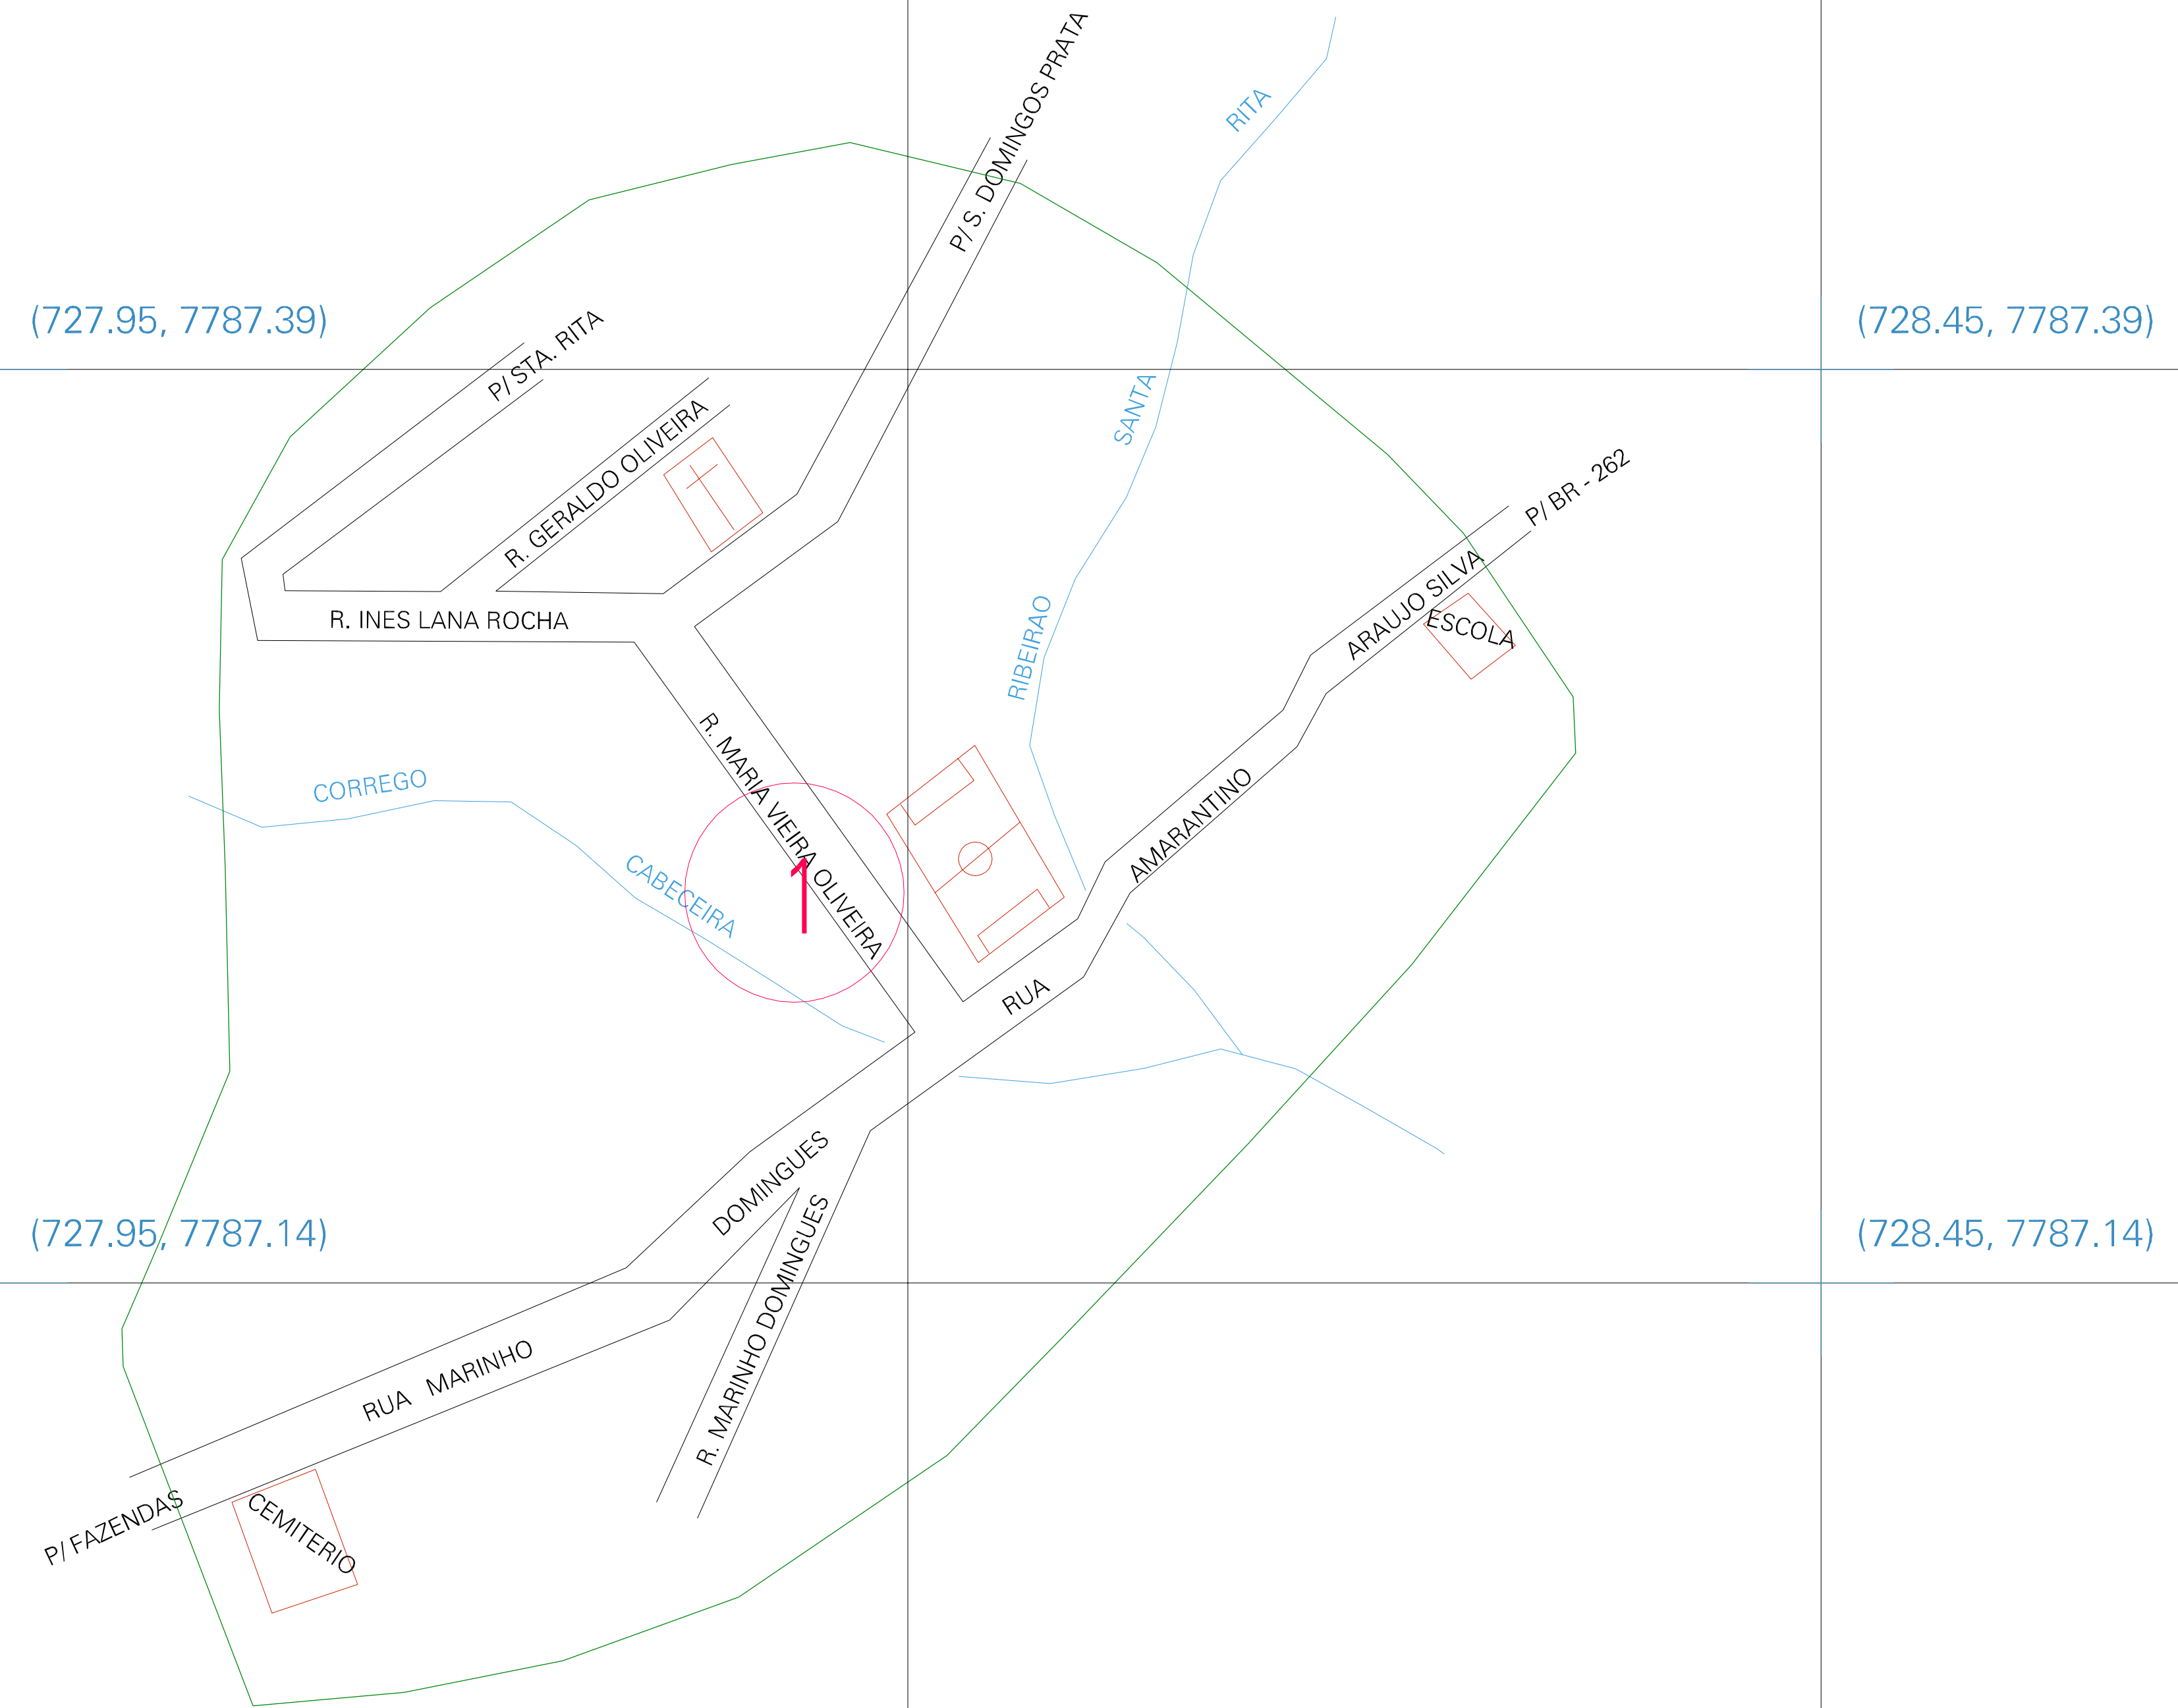 P/ S. DOMINGOS PRATA
RITA
(727.95, 7787.39)
(728.45, 7787.39)
P/ STA. RITA
SANTA
R. GERALDO OLIVEIRA
P/ BR - 262
ARAUJO SILVA
ESCOLA
R. INES LANA ROCHA
RIBEIRAO
R. MARIA VIEIRA OLIVEIRA
CORREGO
AMARANTINO
CABECEIRA
1
RUA
DOMINGUES
(727.95, 7787.14)
(728.45, 7787.14)
R. MARINHO DOMINGUES
RUA MARINHO
P/ FAZENDAS
CEMITERIO